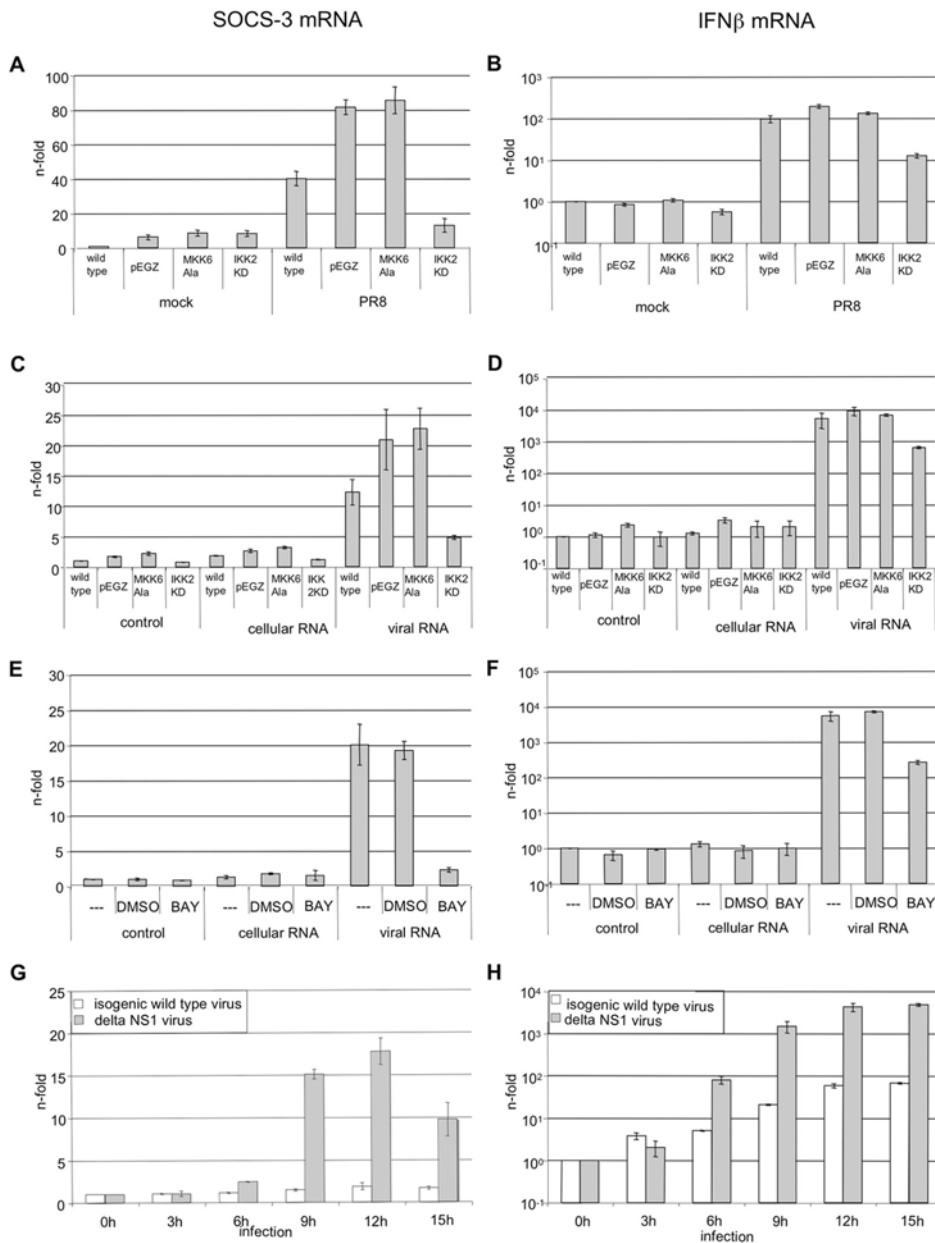 SOCS-3 mRNA
IFNβ mRNA
A
100
80
60
40
20
0
n-fold
wild type
pEGZ
MKK6 Ala
IKK2 KD
wild type
pEGZ
MKK6 Ala
IKK2 KD
mock
PR8
B
10³
10²
10¹
10⁰
10⁻¹
n-fold
wild type
pEGZ
MKK6 Ala
IKK2 KD
wild type
pEGZ
MKK6 Ala
IKK2 KD
mock
PR8
C
30
25
20
15
10
5
0
n-fold
wild type
pEGZ
MKK6 Ala
IKK2 KD
wild type
pEGZ
MKK6 Ala
IKK 2KD
wild type
pEGZ
MKK6 Ala
IKK2 KD
control
cellular RNA
viral RNA
D
10⁵
10⁴
10³
10²
10¹
10⁰
10⁻¹
n-fold
wild type
pEGZ
MKK6 Ala
IKK2 KD
wild type
pEGZ
MKK6 Ala
IKK2 KD
wild type
pEGZ
MKK6 Ala
IKK2 KD
control
cellular RNA
viral RNA
E
30
25
20
15
10
5
0
n-fold
---
DMSO
BAY
---
DMSO
BAY
---
DMSO
BAY
control
cellular RNA
viral RNA
F
10⁵
10⁴
10³
10²
10¹
10⁰
10⁻¹
n-fold
---
DMSO
BAY
---
DMSO
BAY
---
DMSO
BAY
control
cellular RNA
viral RNA
G
25
20
15
10
5
0
n-fold
isogenic wild type virus
delta NS1 virus
0h
3h
6h
9h
12h
15h
infection
H
10⁴
10³
10²
10¹
10⁰
10⁻¹
n-fold
isogenic wild type virus
delta NS1 virus
0h
3h
6h
9h
12h
15h
infection